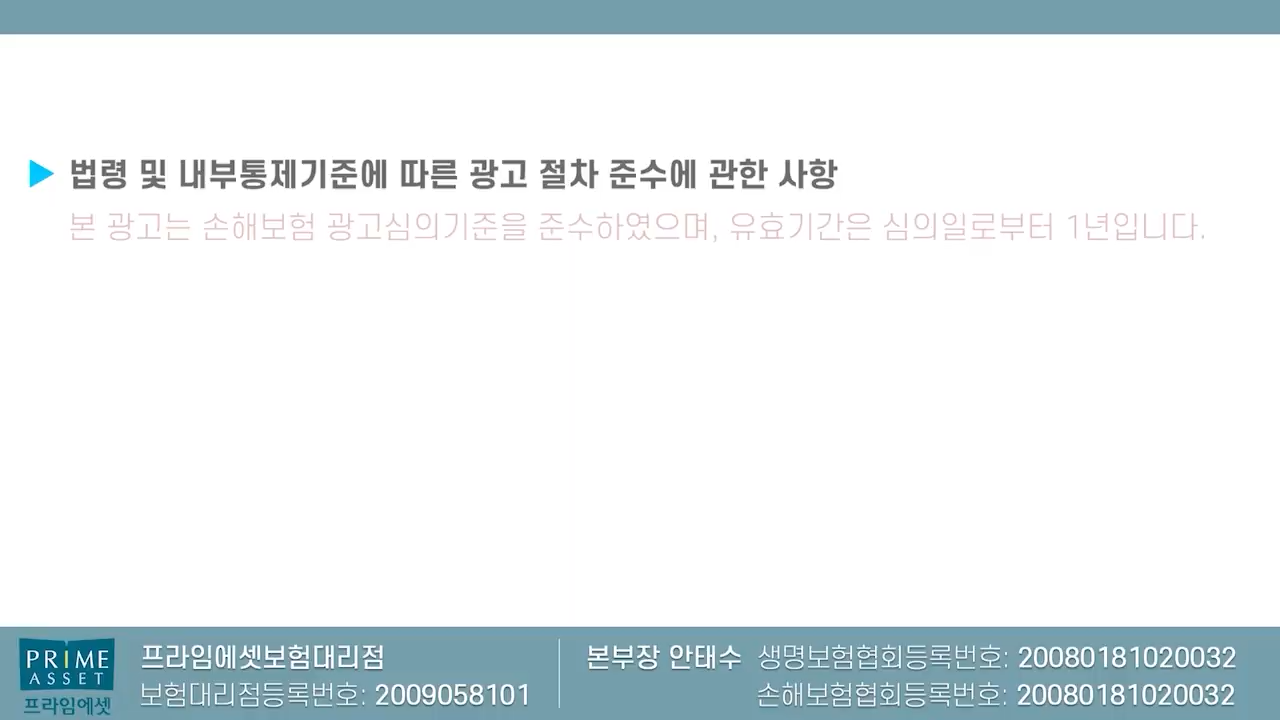 ▶ 법령 및 내부통제기준에 따른 광고 절차 준수에 관한 사항
본 광고는 손해보험 광고심의기준을 준수하였으며, 유효기간은 심의일로부터 1년입니다.
PRIME
ASSET
프라임에셋
프라임에셋보험대리점
보험대리점등록번호: 2009058101
본부장 안태수 생명보험협회등록번호: 20080181020032
손해보험협회등록번호: 20080181020032